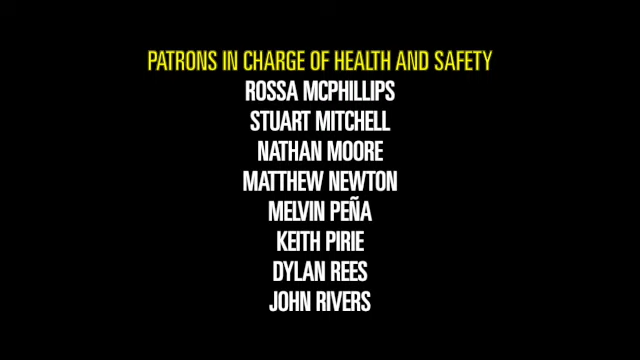 PATRONS IN CHARGE OF HEALTH AND SAFETY
ROSSA MCPHILLIPS
STUART MITCHELL
NATHAN MOORE
MATTHEW NEWTON
MELVIN PEÑA
KEITH PIRIE
DYLAN REES
JOHN RIVERS